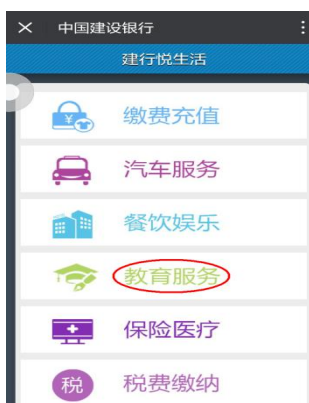 中国建设银行
建行悦生活
¥
缴费充值
汽车服务
餐饮娱乐
教育服务
保险医疗
税 税费缴纳